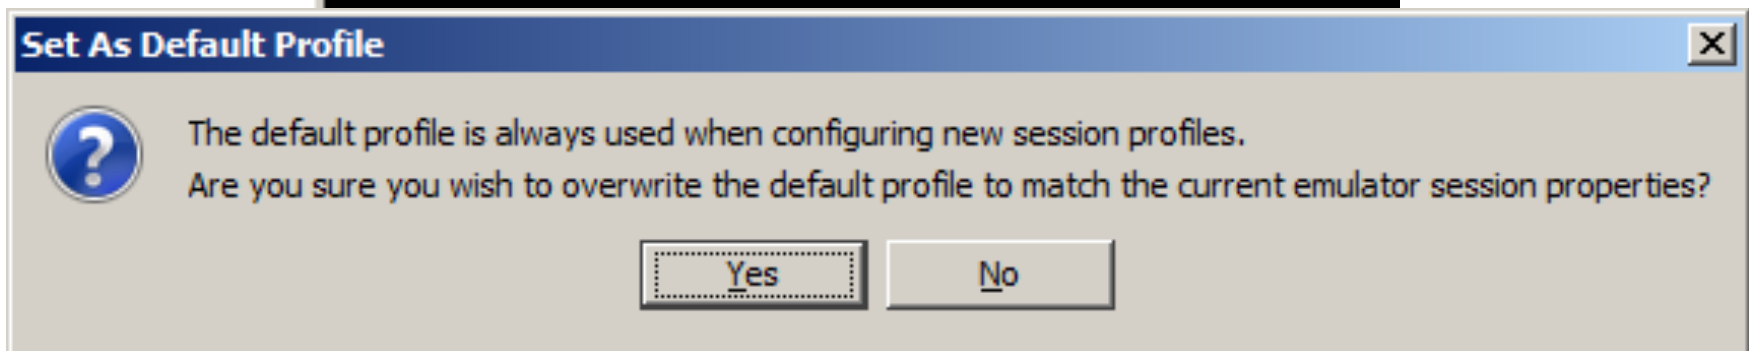 Set As Default Profile
The default profile is always used when configuring new session profiles.
Are you sure you wish to overwrite the default profile to match the current emulator session properties?
Yes
No